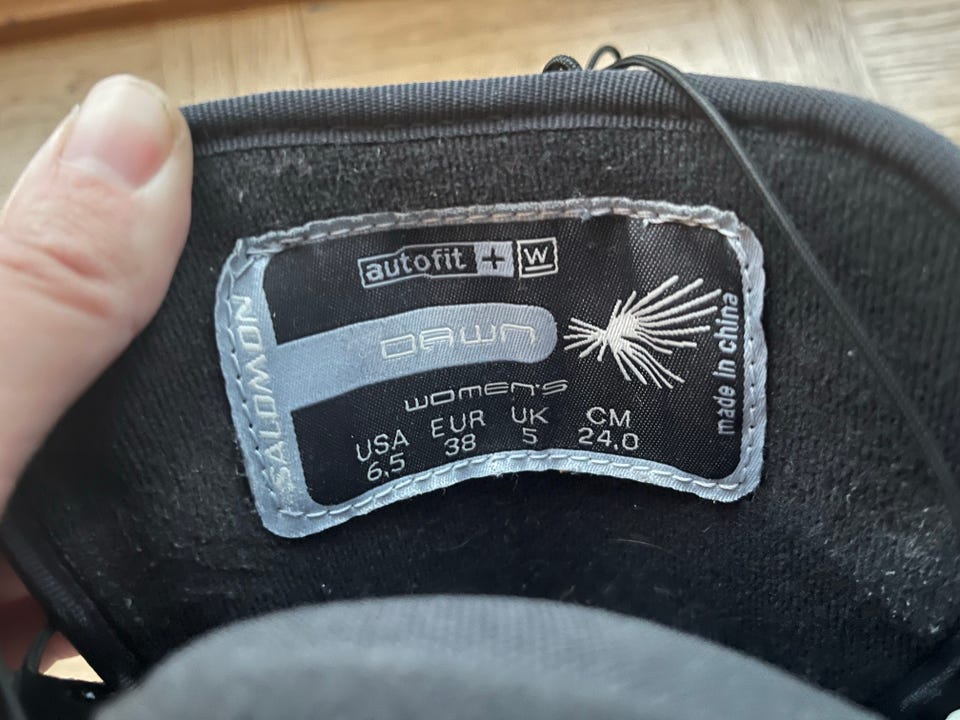 autofit + W
SALOMON
DAWN
WOMEN'S
USA EUR UK CM
6.5 38 5 24.0
made in china